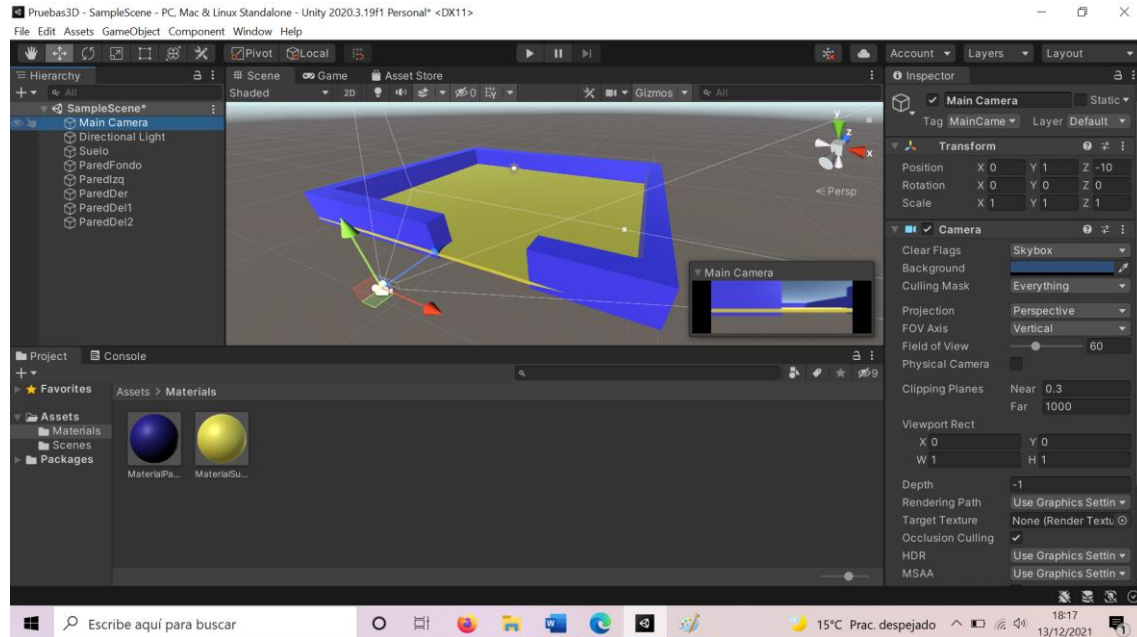 Pruebas3D - SampleScene - PC, Mac & Linux Standalone - Unity 2020.3.19f1 Personal* <DX11>
File Edit Assets GameObject Component Window Help
Pivot Local
Account Layers Layout
Hierarchy
All
SampleScene*
Main Camera
Directional Light
Suelo
ParedFondo
ParedIzq
ParedDer
ParedDel1
ParedDel2
Scene Game Asset Store
Shaded 2D 0 Gizmos All
y
z
x
Persp
Main Camera
Inspector
Main Camera Static
Tag MainCame Layer Default
Transform
Position X 0 Y 1 Z -10
Rotation X 0 Y 0 Z 0
Scale X 1 Y 1 Z 1
Camera
Clear Flags Skybox
Background
Culling Mask Everything
Projection Perspective
FOV Axis Vertical
Field of View 60
Physical Camera
Clipping Planes Near 0.3
Far 1000
Viewport Rect
X 0 Y 0
W 1 H 1
Depth -1
Rendering Path Use Graphics Settin
Target Texture None (Render Textu
Occlusion Culling
HDR Use Graphics Settin
MSAA Use Graphics Settin
Project Console
9
Favorites
Assets
Materials
Scenes
Packages
Assets > Materials
MaterialPa... MaterialSu...
Escribe aquí para buscar
15°C Prac. despejado
18:17
13/12/2021
1